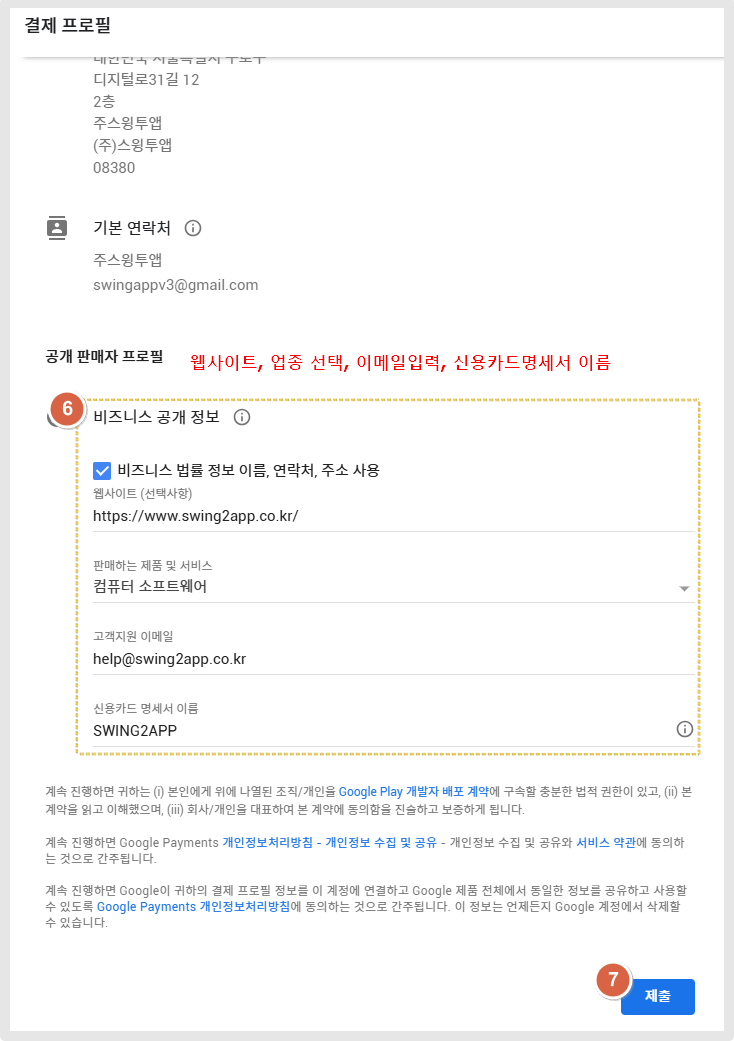 결제 프로필
대한민국 서울특별시 구로구
디지털로31길 12
2층
주스윙투앱
(주)스윙투앱
08380
기본 연락처
주스윙투앱
swingappv3@gmail.com
공개 판매자 프로필
웹사이트, 업종 선택, 이메일입력, 신용카드명세서 이름
6
비즈니스 공개 정보
비즈니스 법률 정보 이름, 연락처, 주소 사용
웹사이트 (선택사항)
https://www.swing2app.co.kr/
판매하는 제품 및 서비스
컴퓨터 소프트웨어
고객지원 이메일
help@swing2app.co.kr
신용카드 명세서 이름
SWING2APP
계속 진행하면 귀하는 (i) 본인에게 위에 나열된 조직/개인을 Google Play 개발자 배포 계약에 구속할 충분한 법적 권한이 있고, (ii) 본
계약을 읽고 이해했으며, (iii) 회사/개인을 대표하여 본 계약에 동의함을 진술하고 보증하게 됩니다.
계속 진행하면 Google Payments 개인정보처리방침 - 개인정보 수집 및 공유 - 개인정보 수집 및 공유와 서비스 약관에 동의하
는 것으로 간주됩니다.
계속 진행하면 Google이 귀하의 결제 프로필 정보를 이 계정에 연결하고 Google 제품 전체에서 동일한 정보를 공유하고 사용할
수 있도록 Google Payments 개인정보처리방침에 동의하는 것으로 간주됩니다. 이 정보는 언제든지 Google 계정에서 삭제할
수 있습니다.
7
제출